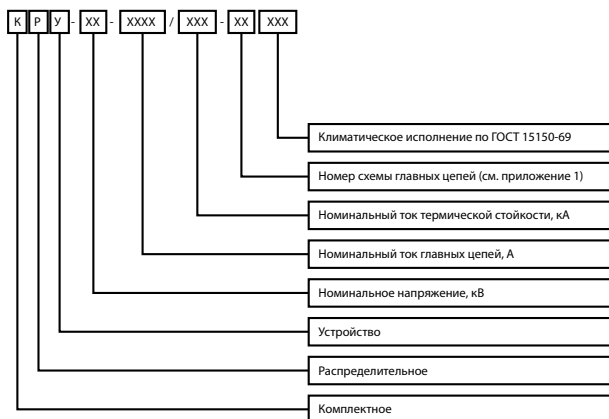 К Р У - XX - XXXX / XXX - XX XXX
Климатическое исполнение по ГОСТ 15150-69
Номер схемы главных цепей (см. приложение 1)
Номинальный ток термической стойкости, кА
Номинальный ток главных цепей, А
Номинальное напряжение, кВ
Устройство
Распределительное
Комплектное